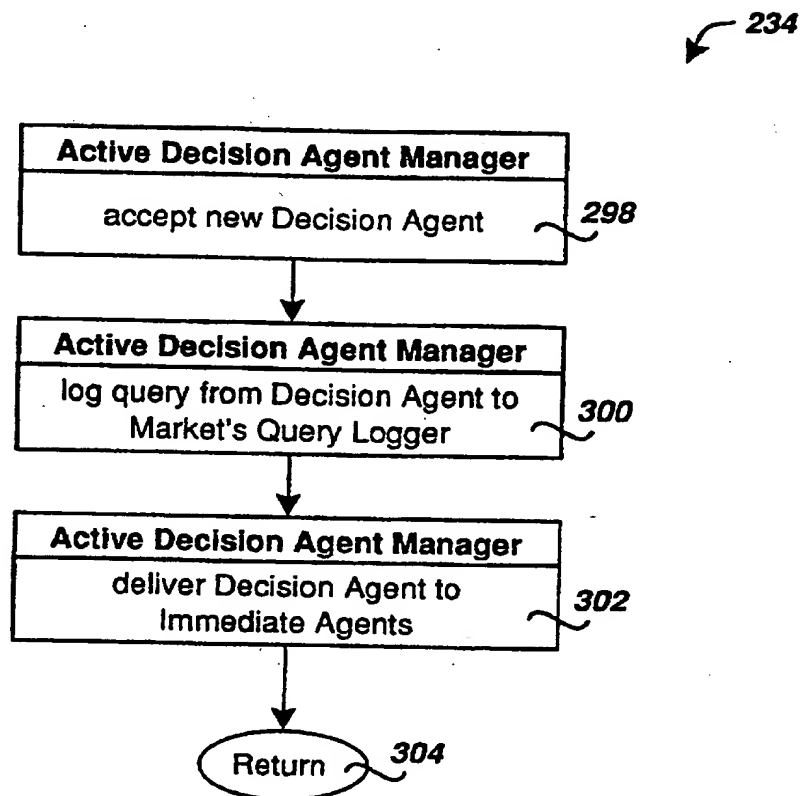 234
Active Decision Agent Manager
accept new Decision Agent
298
Active Decision Agent Manager
log query from Decision Agent to
Market's Query Logger
300
Active Decision Agent Manager
deliver Decision Agent to
Immediate Agents
302
Return
304